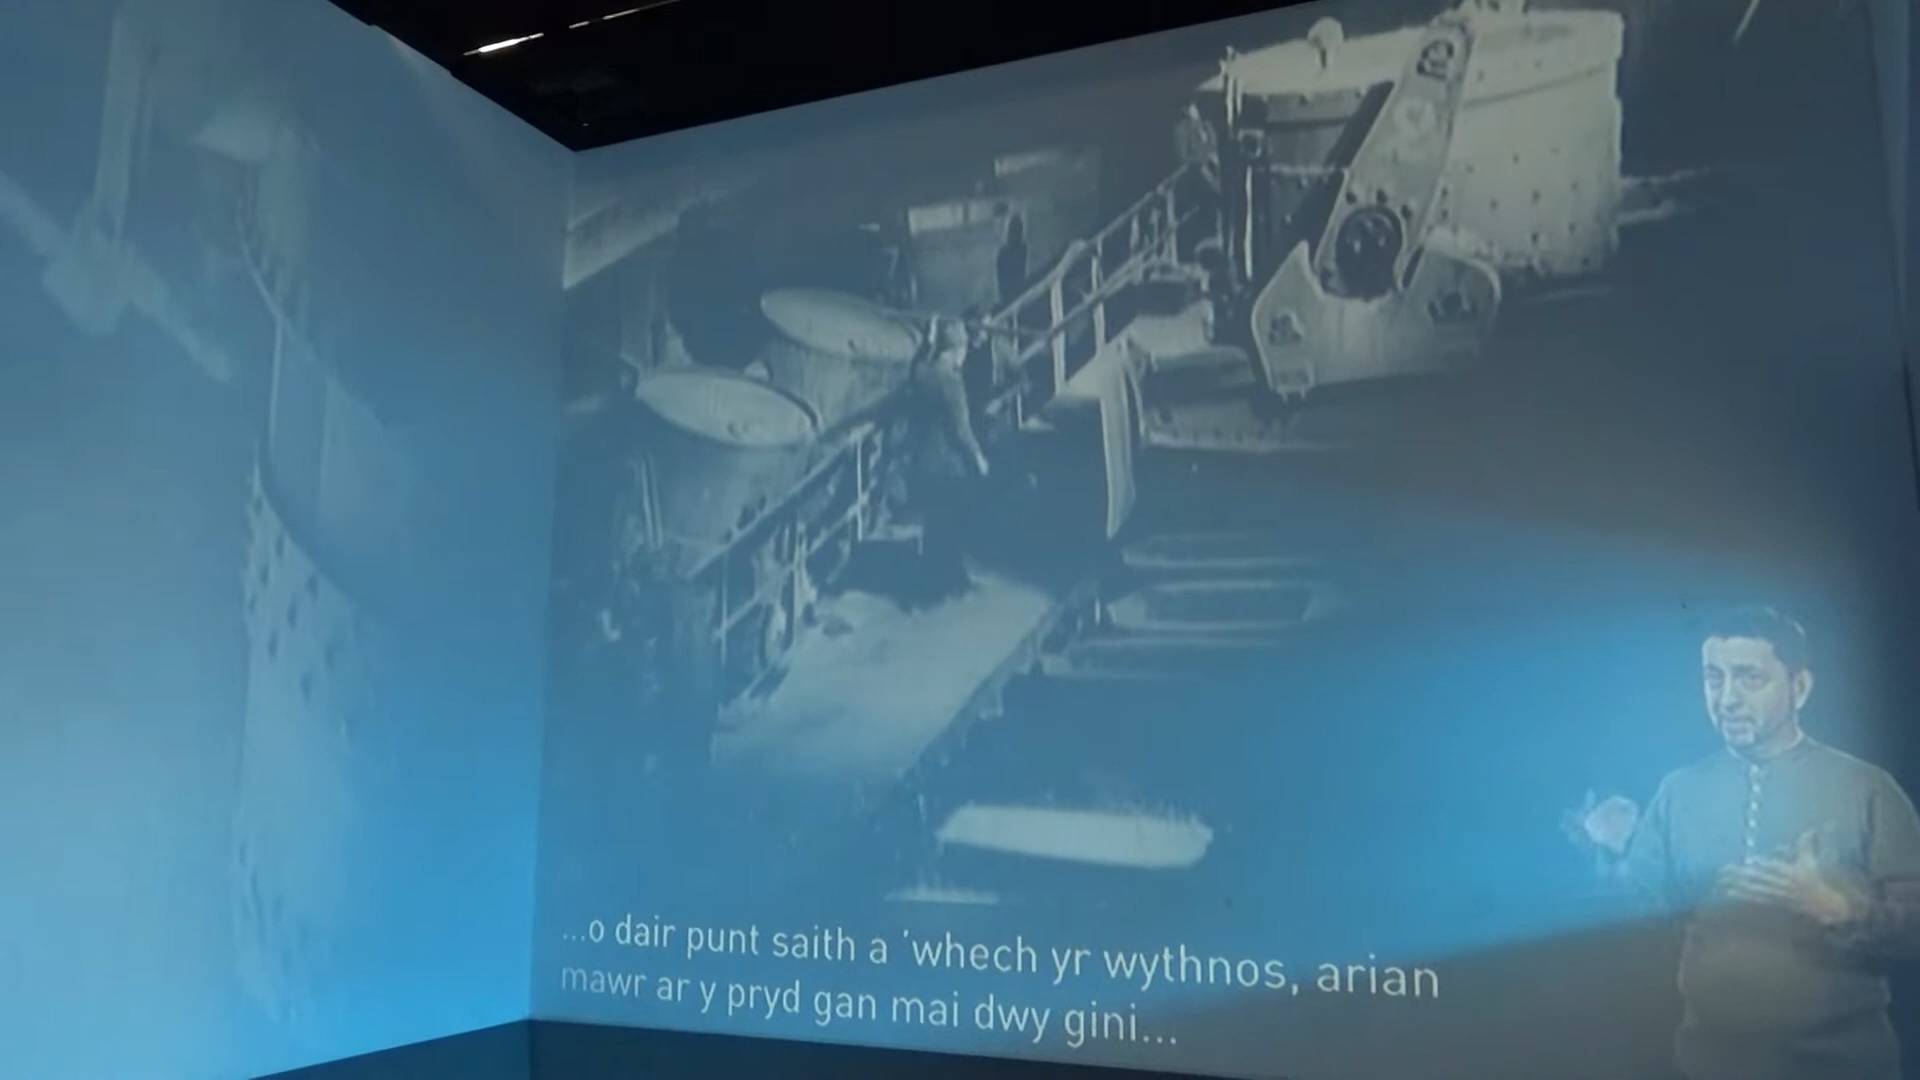 ...o dair punt saith a 'whech yr wythnos, arian
mawr ar y pryd gan mai dwy gini...